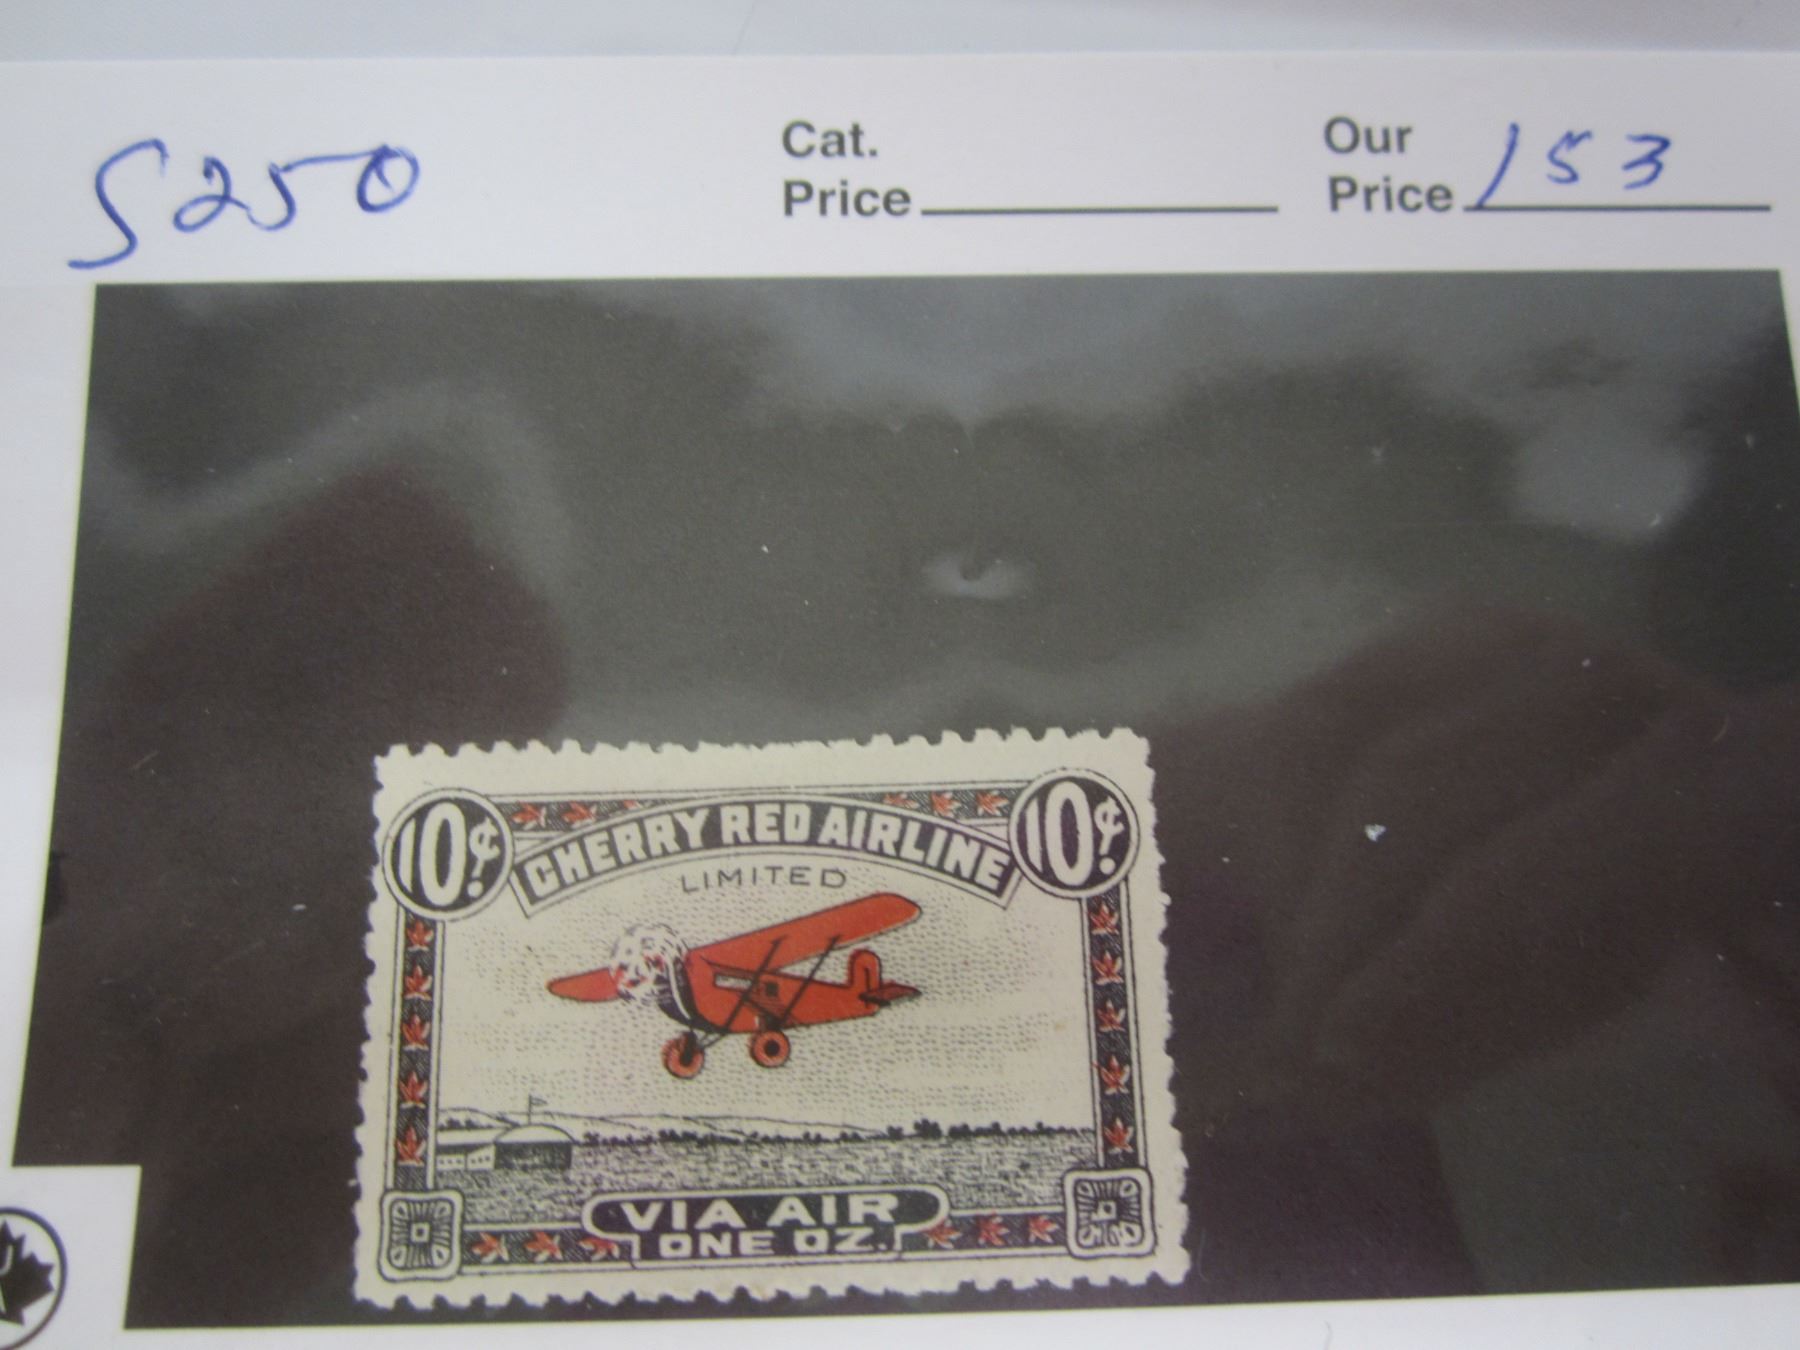 S250
Cat. Price
Our Price 153
10¢ CHERRY RED AIRLINE 10¢
LIMITED
VIA AIR
ONE OZ.